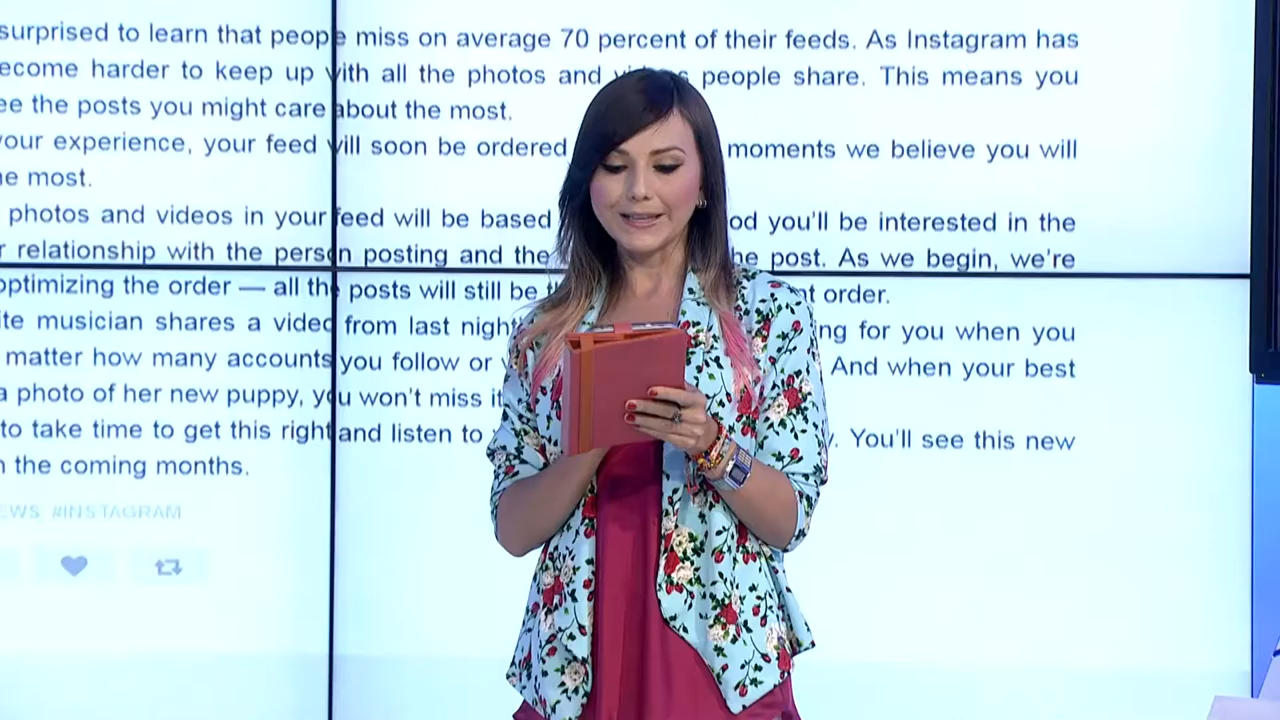 surprised to learn that people miss on average 70 percent of their feeds. As Instagram has
ecome harder to keep up with all the photos and videos people share. This means you
ee the posts you might care about the most.
your experience, your feed will soon be ordered moments we believe you will
he most.
photos and videos in your feed will be based od you'll be interested in the
r relationship with the person posting and the he post. As we begin, we're
optimizing the order — all the posts will still be order.
ite musician shares a video from last night ing for you when you
matter how many accounts you follow or And when your best
a photo of her new puppy, you won't miss it
to take time to get this right and listen to You'll see this new
n the coming months.
EWS #INSTAGRAM